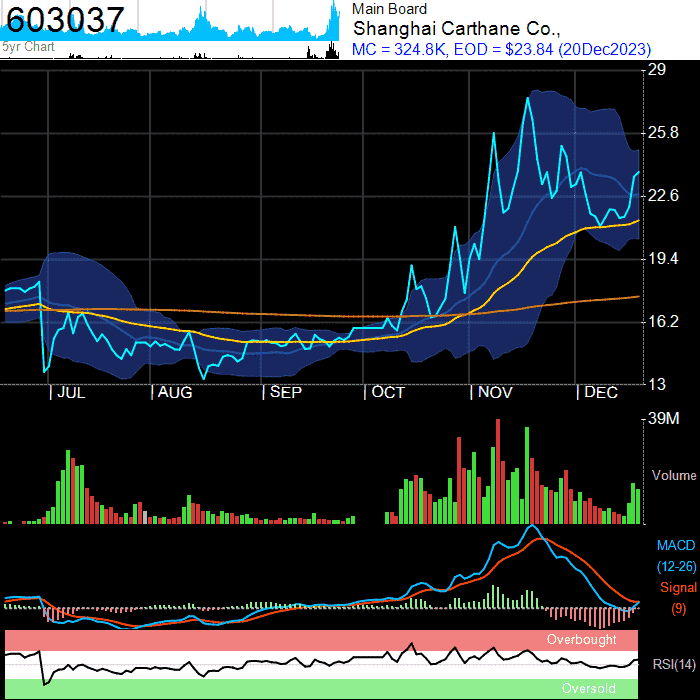 603037
5yr Chart
Main Board
Shanghai Carthane Co.,
MC = 324.8K, EOD = $23.84 (20Dec2023)
29
25.8
22.6
19.4
16.2
13
JUL AUG SEP OCT NOV DEC
39M
Volume
MACD
(12-26)
Signal
(9)
Overbought
RSI(14)
Oversold